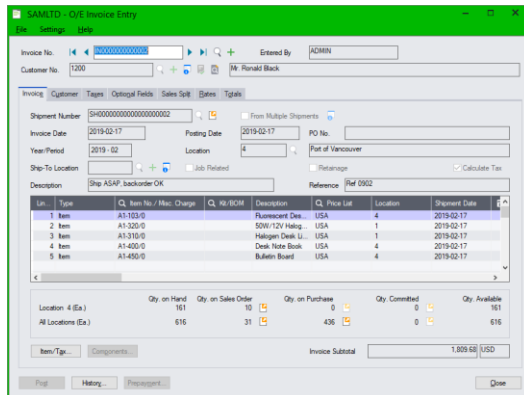 SAMLTD - O/E Invoice Entry
File Settings Help
Invoice No. IN0000000000002 Entered By ADMIN
Customer No. 1200 Mr. Ronald Black
Invoice Customer Taxes Optional Fields Sales Split Rates Totals
Shipment Number From Multiple Shipments
Invoice Date 2019-02-17 Posting Date 2019-02-17 PO No.
Year/Period 2019 - 02 Location 4 Port of Vancouver
Ship-To Location Job Related Retainage Calculate Tax
Description Ship ASAP, backorder OK Reference Ref 0902
Lin... Type Item No./ Misc. Charge Kit/BOM Description Price List Location Shipment Date
1 Item A1-103/0 Fluorescent Des... USA 4 2019-02-17
2 Item A1-320/0 50W/12V Halog... USA 1 2019-02-17
3 Item A1-310/0 Halogen Desk Li... USA 1 2019-02-17
4 Item A1-400/0 Desk Note Book USA 4 2019-02-17
5 Item A1-450/0 Bulletin Board USA 4 2019-02-17
Qty. on Hand Qty. on Sales Order Qty. on Purchase Qty. Committed Qty. Available
Location 4 (Ea.) 161 10 0 0 161
All Locations (Ea.) 616 31 436 0 616
Item/Tax... Components... Invoice Subtotal 1,809.68 USD
Post History... Prepayment... Close